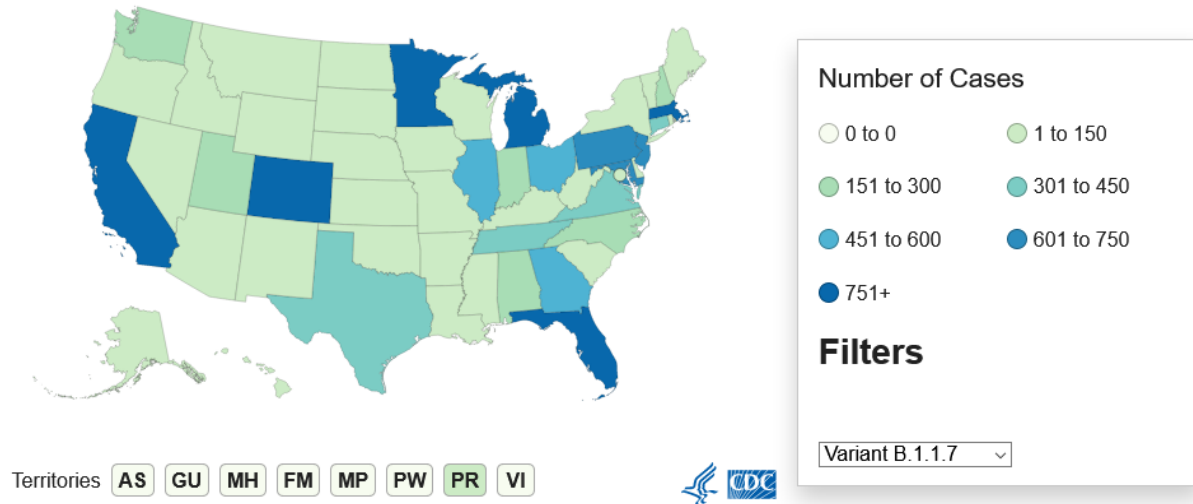 Number of Cases
0 to 0
1 to 150
151 to 300
301 to 450
451 to 600
601 to 750
751+
Filters
Variant B.1.1.7
Territories AS GU MH FM MP PW PR VI
CDC